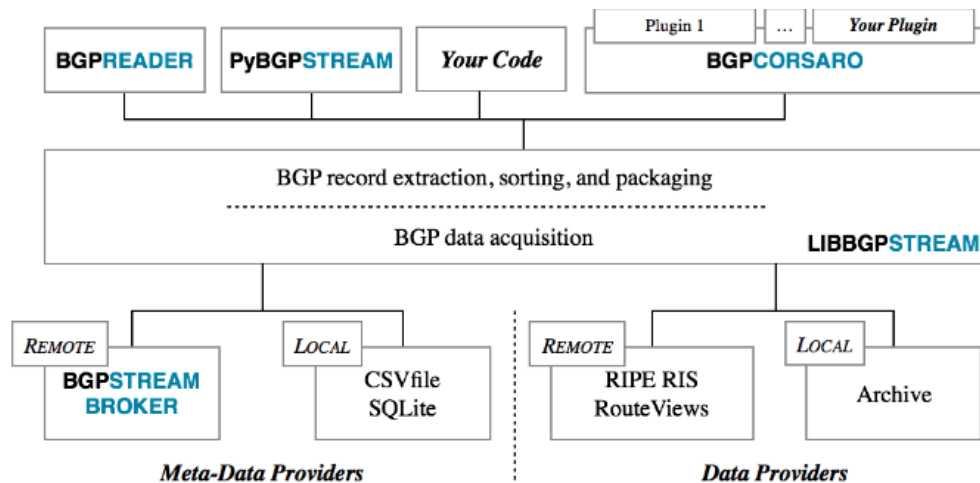 Plugin 1
...
Your Plugin
BGPREADER
PyBGPSTREAM
Your Code
BGPCORSARO
BGP record extraction, sorting, and packaging
BGP data acquisition
LIBBGPSTREAM
REMOTE
BGPSTREAM
BROKER
LOCAL
CSVfile
SQLite
REMOTE
RIPE RIS
RouteViews
LOCAL
Archive
Meta-Data Providers
Data Providers